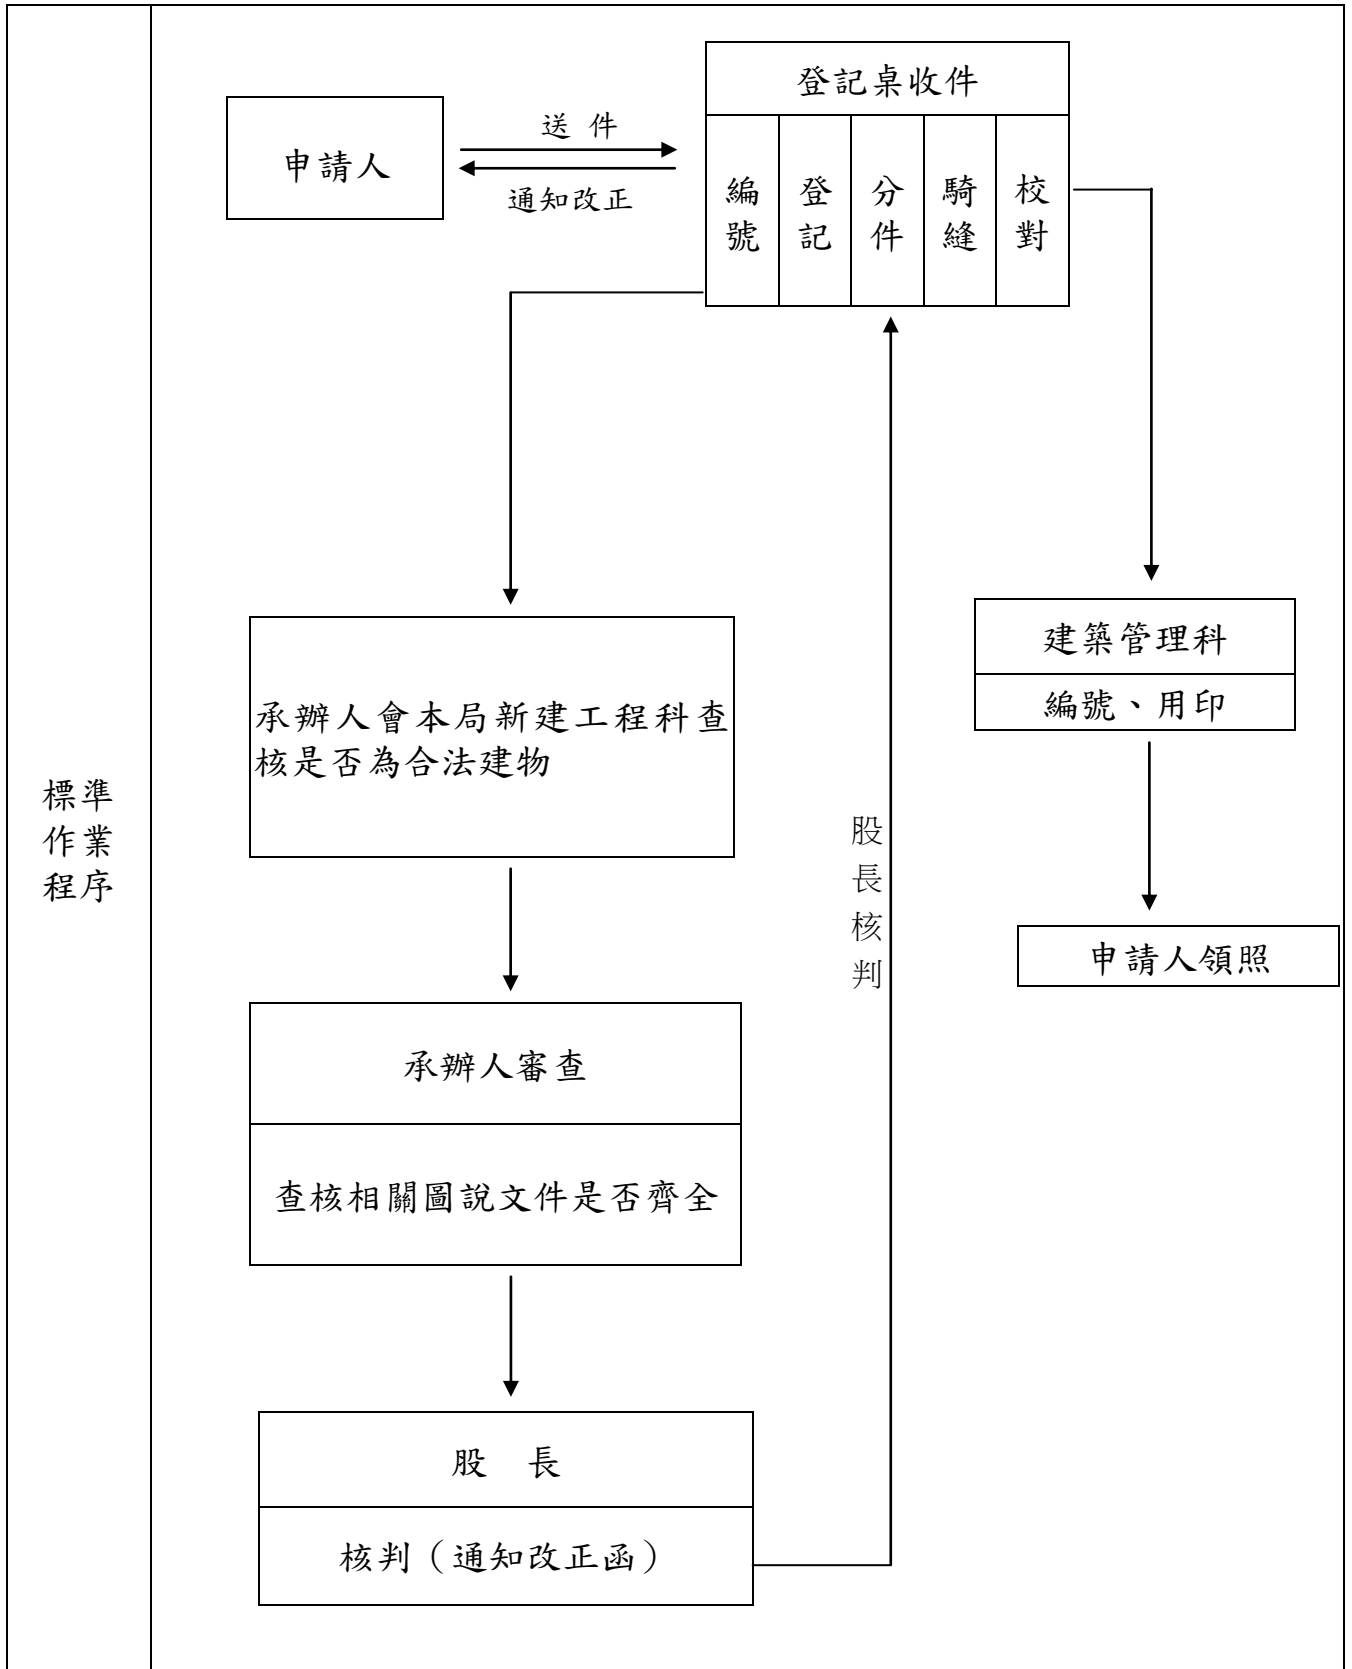 標準
作業
程序
申請人
送 件
通知改正
登記桌收件
編號
登記
分件
騎縫
校對
承辦人會本局新建工程科查
核是否為合法建物
建築管理科
編號、用印
股長核判
申請人領照
承辦人審查
查核相關圖說文件是否齊全
股　長
核判（通知改正函）